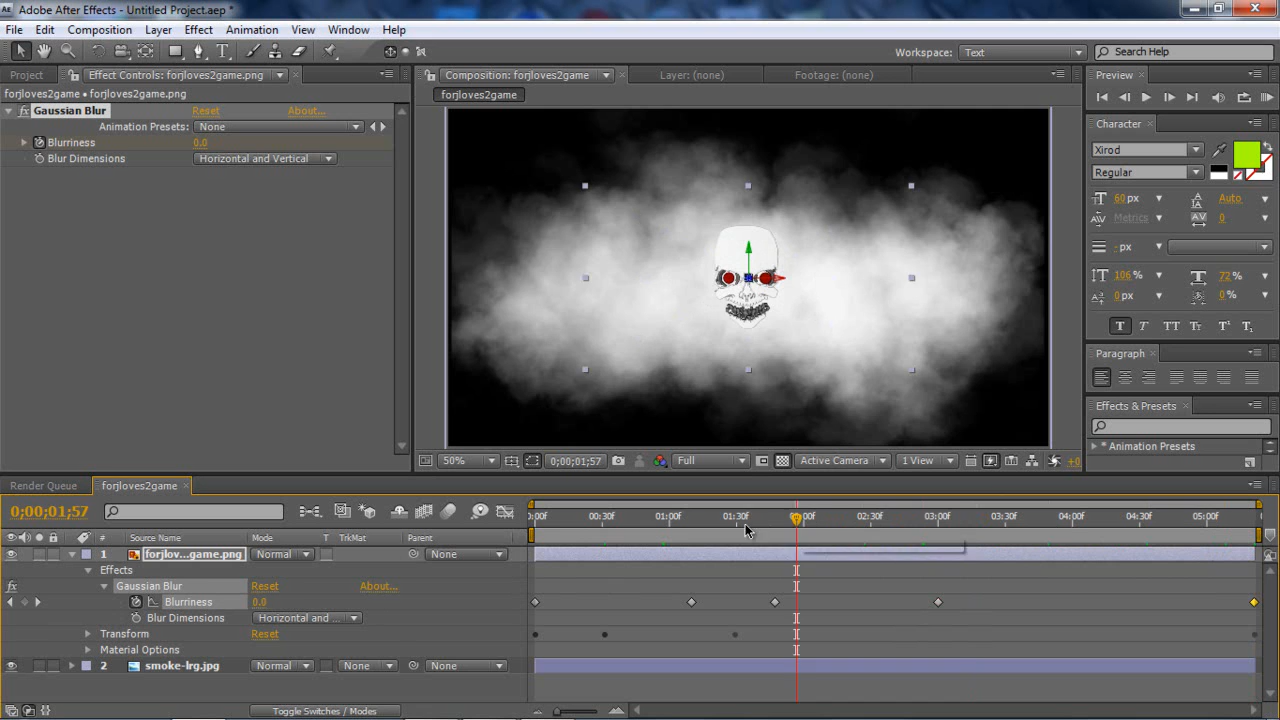 Adobe After Effects - Untitled Project.aep *
File Edit Composition Layer Effect Animation View Window Help
Workspace: Text Search Help
Project Effect Controls: forjloves2game.png Composition: forjloves2game Layer: (none) Footage: (none) Preview
forjloves2game • forjloves2game.png
forjloves2game
Gaussian Blur Reset About...
Animation Presets: None
Blurriness 0.0
Blur Dimensions Horizontal and Vertical
Character
Xirod
Regular
60 px Auto
Metrics 0
- px
106 % 72 %
0 px 0 %
T T TT Tr T¹ T₁
Paragraph
Effects & Presets
* Animation Presets
50% 0;00;01;57 Full Active Camera 1 View +0
Render Queue forjloves2game
0;00;01;57
0:00f 00:30f 01:00f 01:30f 02:30f 03:00f 03:30f 04:00f 04:30f 05:00f
# Source Name Mode T TrkMat Parent
1 forjlov...game.png Normal None
Effects
Gaussian Blur Reset About...
Blurriness 0.0
Blur Dimensions Horizontal and ...
Transform Reset
Material Options
2 smoke-lrg.jpg Normal None None
Toggle Switches / Modes